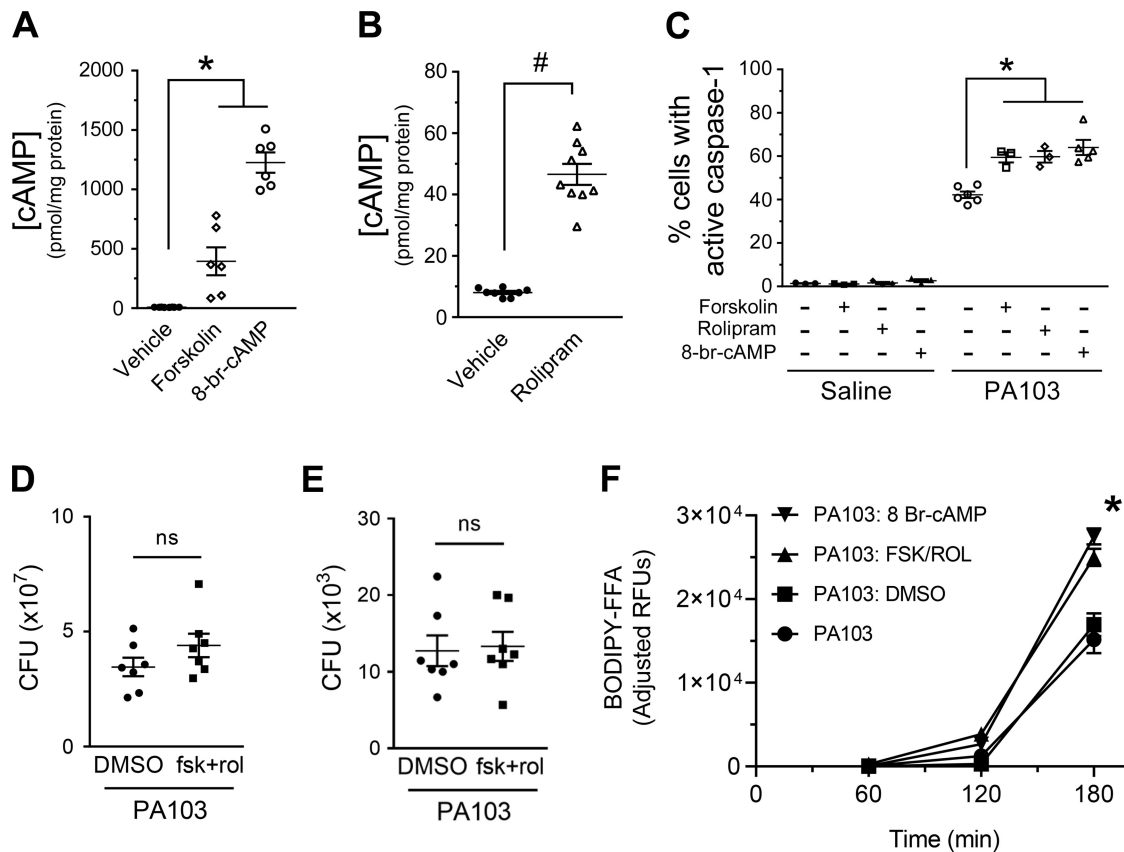 A
[cAMP]
(pmol/mg protein)
2000
1500
1000
500
0
*
Vehicle
Forskolin
8-br-cAMP
B
[cAMP]
(pmol/mg protein)
80
60
40
20
0
#
Vehicle
Rolipram
C
% cells with
active caspase-1
100
80
60
40
20
0
*
Forskolin - + - - - + - -
Rolipram - - + - - - + -
8-br-cAMP - - - + - - - +
Saline PA103
D
CFU (x10⁷)
10
5
0
ns
DMSO fsk+rol
PA103
E
CFU (x10³)
30
20
10
0
ns
DMSO fsk+rol
PA103
F
BODIPY-FFA
(Adjusted RFUs)
3×10⁴
2×10⁴
1×10⁴
0×10⁴
PA103: 8 Br-cAMP
PA103: FSK/ROL
PA103: DMSO
PA103
*
0 60 120 180
Time (min)